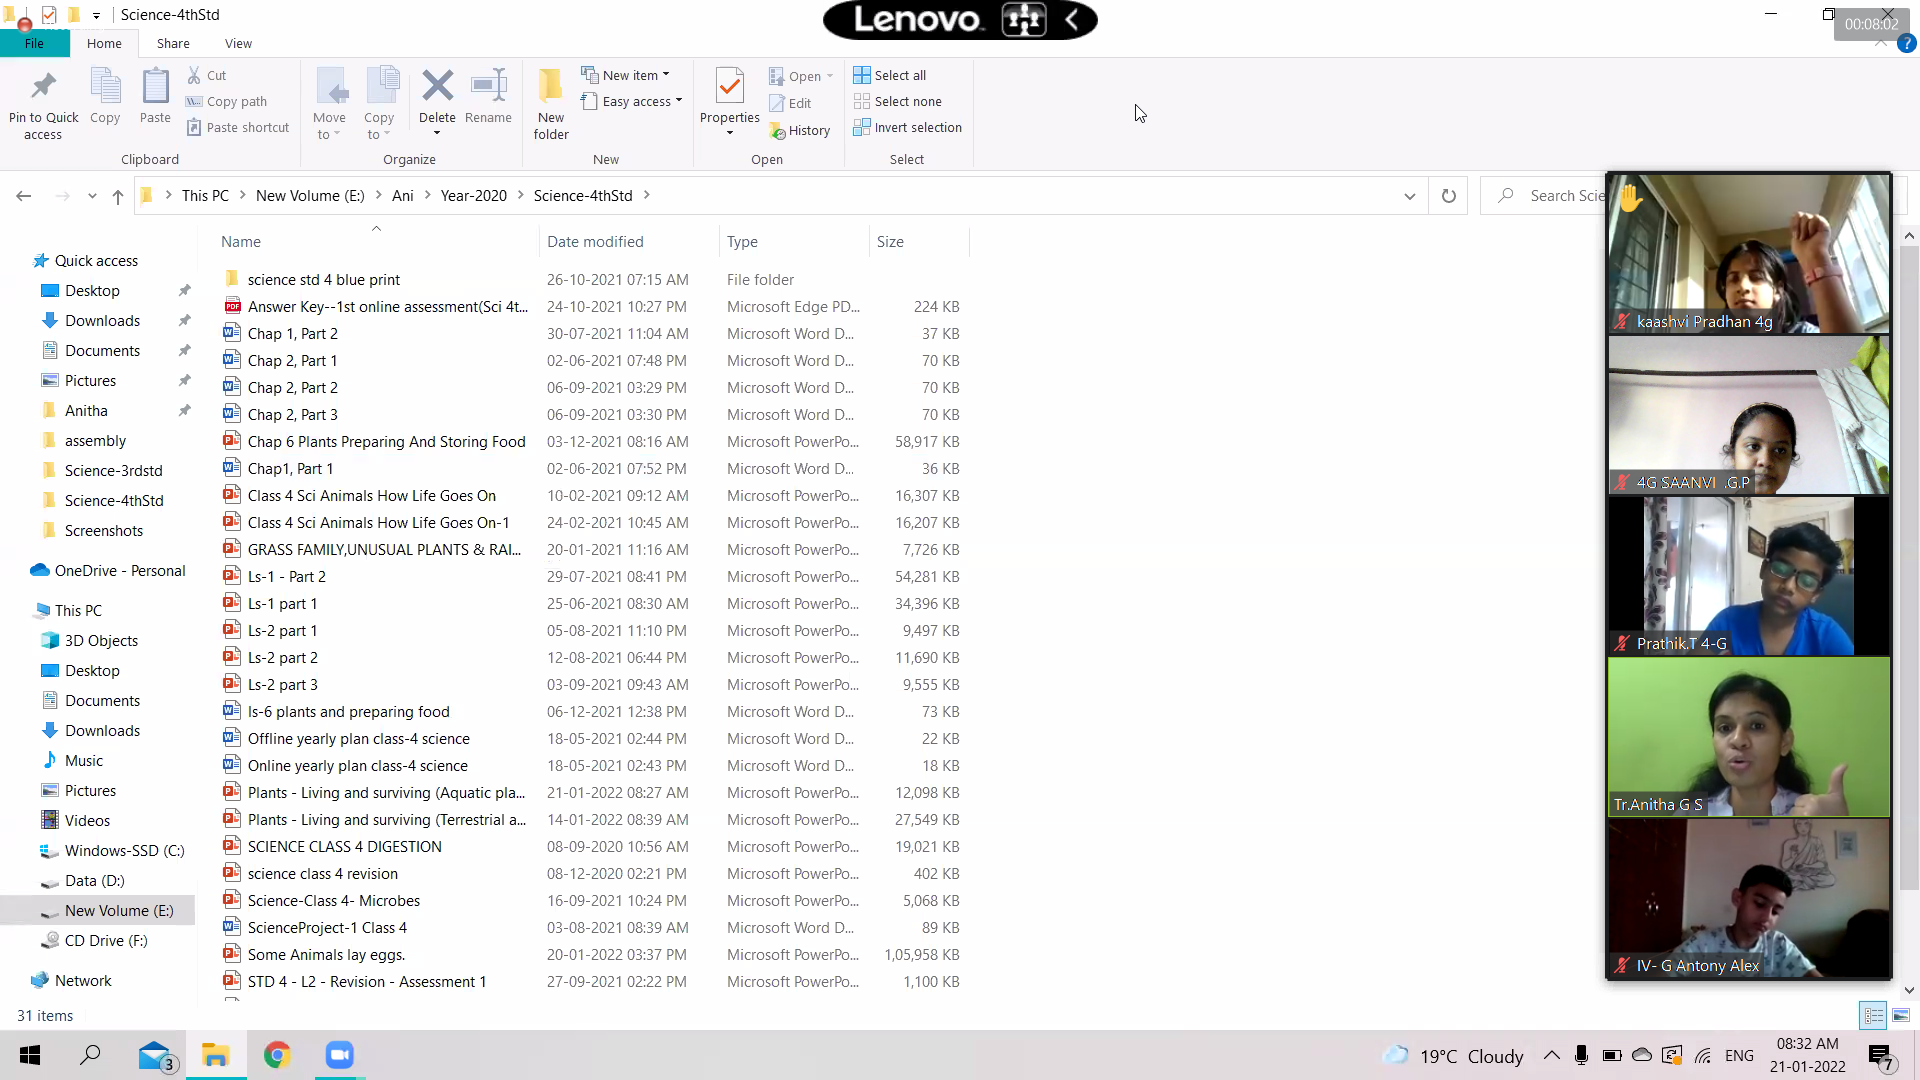 Science-4thStd
Lenovo
00:08:02
File Home Share View
Pin to Quick access
Copy
Paste
Cut
Copy path
Paste shortcut
Clipboard
Move to
Copy to
Delete
Rename
Organize
New folder
New item
Easy access
New
Properties
Open
Edit
History
Open
Select all
Select none
Invert selection
Select
This PC > New Volume (E:) > Ani > Year-2020 > Science-4thStd >
Search Scie
Quick access
Desktop
Downloads
Documents
Pictures
Anitha
assembly
Science-3rdstd
Science-4thStd
Screenshots
OneDrive - Personal
This PC
3D Objects
Desktop
Documents
Downloads
Music
Pictures
Videos
Windows-SSD (C:)
Data (D:)
New Volume (E:)
CD Drive (F:)
Network
Name Date modified Type Size
science std 4 blue print 26-10-2021 07:15 AM File folder
Answer Key--1st online assessment(Sci 4t... 24-10-2021 10:27 PM Microsoft Edge PD... 224 KB
Chap 1, Part 2 30-07-2021 11:04 AM Microsoft Word D... 37 KB
Chap 2, Part 1 02-06-2021 07:48 PM Microsoft Word D... 70 KB
Chap 2, Part 2 06-09-2021 03:29 PM Microsoft Word D... 70 KB
Chap 2, Part 3 06-09-2021 03:30 PM Microsoft Word D... 70 KB
Chap 6 Plants Preparing And Storing Food 03-12-2021 08:16 AM Microsoft PowerPo... 58,917 KB
Chap1, Part 1 02-06-2021 07:52 PM Microsoft Word D... 36 KB
Class 4 Sci Animals How Life Goes On 10-02-2021 09:12 AM Microsoft PowerPo... 16,307 KB
Class 4 Sci Animals How Life Goes On-1 24-02-2021 10:45 AM Microsoft PowerPo... 16,207 KB
GRASS FAMILY,UNUSUAL PLANTS & RAI... 20-01-2021 11:16 AM Microsoft PowerPo... 7,726 KB
Ls-1 - Part 2 29-07-2021 08:41 PM Microsoft PowerPo... 54,281 KB
Ls-1 part 1 25-06-2021 08:30 AM Microsoft PowerPo... 34,396 KB
Ls-2 part 1 05-08-2021 11:10 PM Microsoft PowerPo... 9,497 KB
Ls-2 part 2 12-08-2021 06:44 PM Microsoft PowerPo... 11,690 KB
Ls-2 part 3 03-09-2021 09:43 AM Microsoft PowerPo... 9,555 KB
ls-6 plants and preparing food 06-12-2021 12:38 PM Microsoft Word D... 73 KB
Offline yearly plan class-4 science 18-05-2021 02:44 PM Microsoft Word D... 22 KB
Online yearly plan class-4 science 18-05-2021 02:43 PM Microsoft Word D... 18 KB
Plants - Living and surviving (Aquatic pla... 21-01-2022 08:27 AM Microsoft PowerPo... 12,098 KB
Plants - Living and surviving (Terrestrial a... 14-01-2022 08:39 AM Microsoft PowerPo... 27,549 KB
SCIENCE CLASS 4 DIGESTION 08-09-2020 10:56 AM Microsoft PowerPo... 19,021 KB
science class 4 revision 08-12-2020 02:21 PM Microsoft PowerPo... 402 KB
Science-Class 4- Microbes 16-09-2021 10:24 PM Microsoft PowerPo... 5,068 KB
ScienceProject-1 Class 4 03-08-2021 08:39 AM Microsoft Word D... 89 KB
Some Animals lay eggs. 20-01-2022 03:37 PM Microsoft PowerPo... 1,05,958 KB
STD 4 - L2 - Revision - Assessment 1 27-09-2021 02:22 PM Microsoft PowerPo... 1,100 KB
kaashvi Pradhan 4g
4G SAANVI .G.P
Prathik.T 4-G
Tr.Anitha G S
IV- G Antony Alex
31 items
3
19°C Cloudy
ENG
08:32 AM
21-01-2022
7